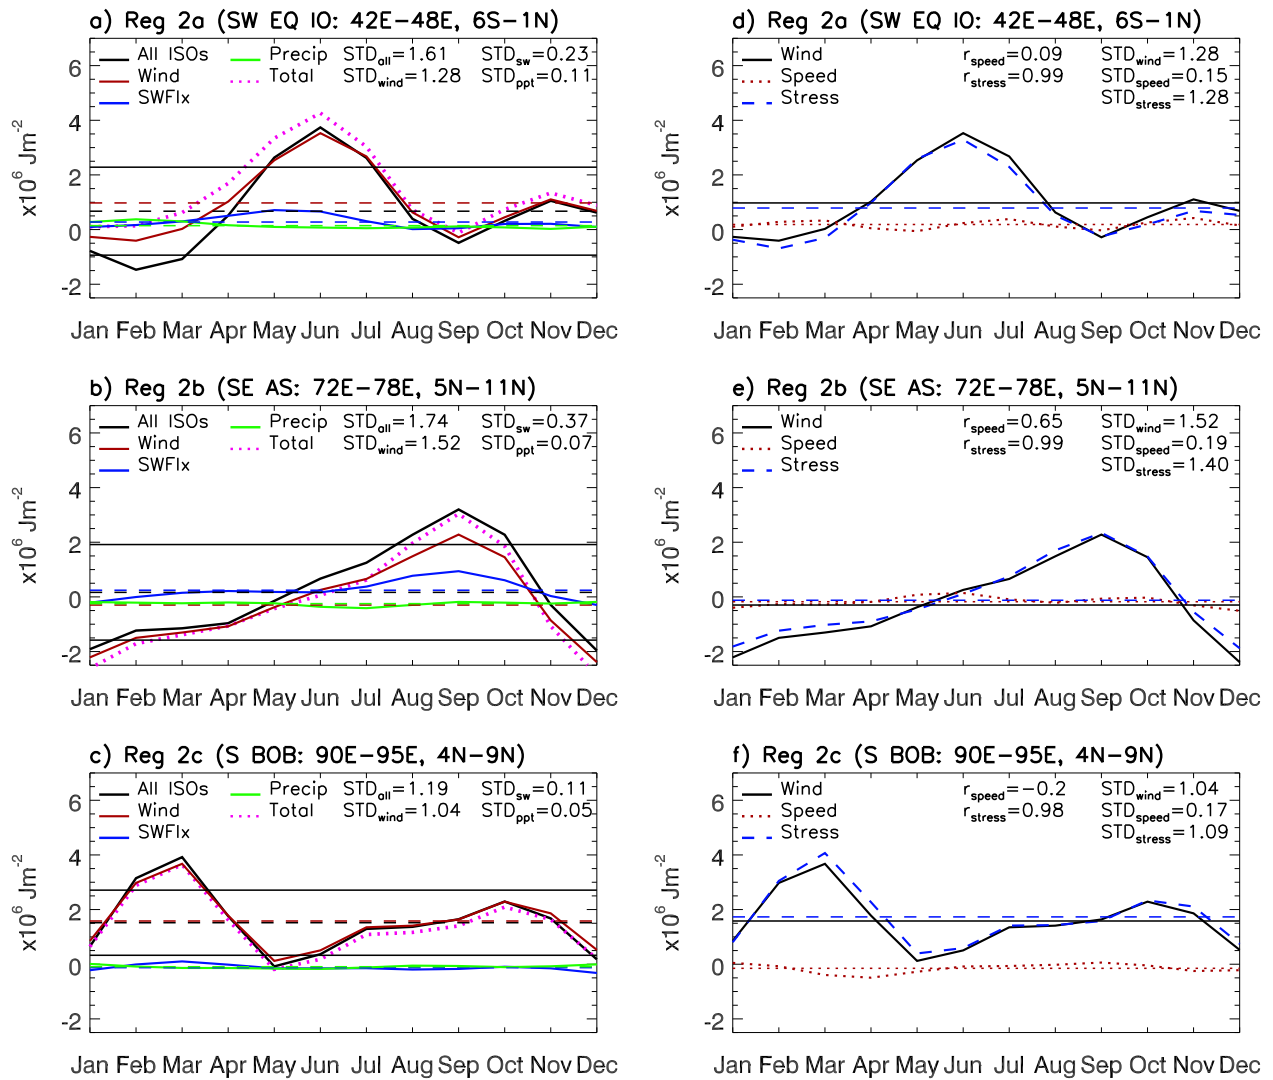 a) Reg 2a (SW EQ IO: 42E−48E, 6S−1N)
All ISOs Precip STDall=1.61 STDsw=0.23
Wind Total STDwind=1.28 STDppt=0.11
SWFlx
x10^6 Jm^-2
6
4
2
0
-2
Jan Feb Mar Apr May Jun Jul Aug Sep Oct Nov Dec
d) Reg 2a (SW EQ IO: 42E−48E, 6S−1N)
Wind rspeed=0.09 STDwind=1.28
Speed rstress=0.99 STDspeed=0.15
Stress STDstress=1.28
x10^6 Jm^-2
6
4
2
0
-2
Jan Feb Mar Apr May Jun Jul Aug Sep Oct Nov Dec
b) Reg 2b (SE AS: 72E−78E, 5N−11N)
All ISOs Precip STDall=1.74 STDsw=0.37
Wind Total STDwind=1.52 STDppt=0.07
SWFlx
x10^6 Jm^-2
6
4
2
0
-2
Jan Feb Mar Apr May Jun Jul Aug Sep Oct Nov Dec
e) Reg 2b (SE AS: 72E−78E, 5N−11N)
Wind rspeed=0.65 STDwind=1.52
Speed rstress=0.99 STDspeed=0.19
Stress STDstress=1.40
x10^6 Jm^-2
6
4
2
0
-2
Jan Feb Mar Apr May Jun Jul Aug Sep Oct Nov Dec
c) Reg 2c (S BOB: 90E−95E, 4N−9N)
All ISOs Precip STDall=1.19 STDsw=0.11
Wind Total STDwind=1.04 STDppt=0.05
SWFlx
x10^6 Jm^-2
6
4
2
0
-2
Jan Feb Mar Apr May Jun Jul Aug Sep Oct Nov Dec
f) Reg 2c (S BOB: 90E−95E, 4N−9N)
Wind rspeed=−0.2 STDwind=1.04
Speed rstress=0.98 STDspeed=0.17
Stress STDstress=1.09
x10^6 Jm^-2
6
4
2
0
-2
Jan Feb Mar Apr May Jun Jul Aug Sep Oct Nov Dec